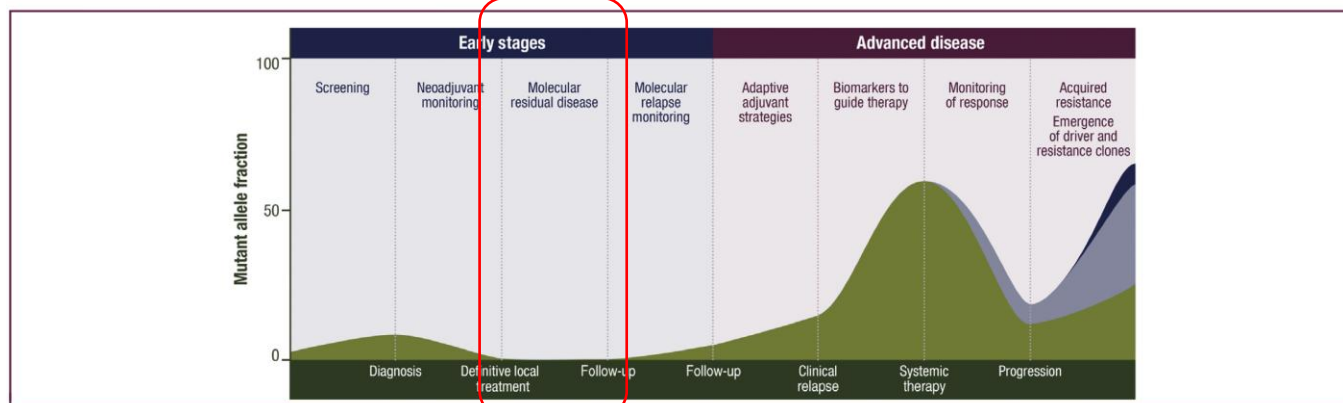 Early stages
Advanced disease
Mutant allele fraction
100
50
0
Screening
Neoadjuvant
monitoring
Molecular
residual disease
Molecular
relapse
monitoring
Adaptive
adjuvant
strategies
Biomarkers to
guide therapy
Monitoring
of response
Acquired
resistance
Emergence
of driver and
resistance clones
Diagnosis
Definitive local
treatment
Follow-up
Follow-up
Clinical
relapse
Systemic
therapy
Progression